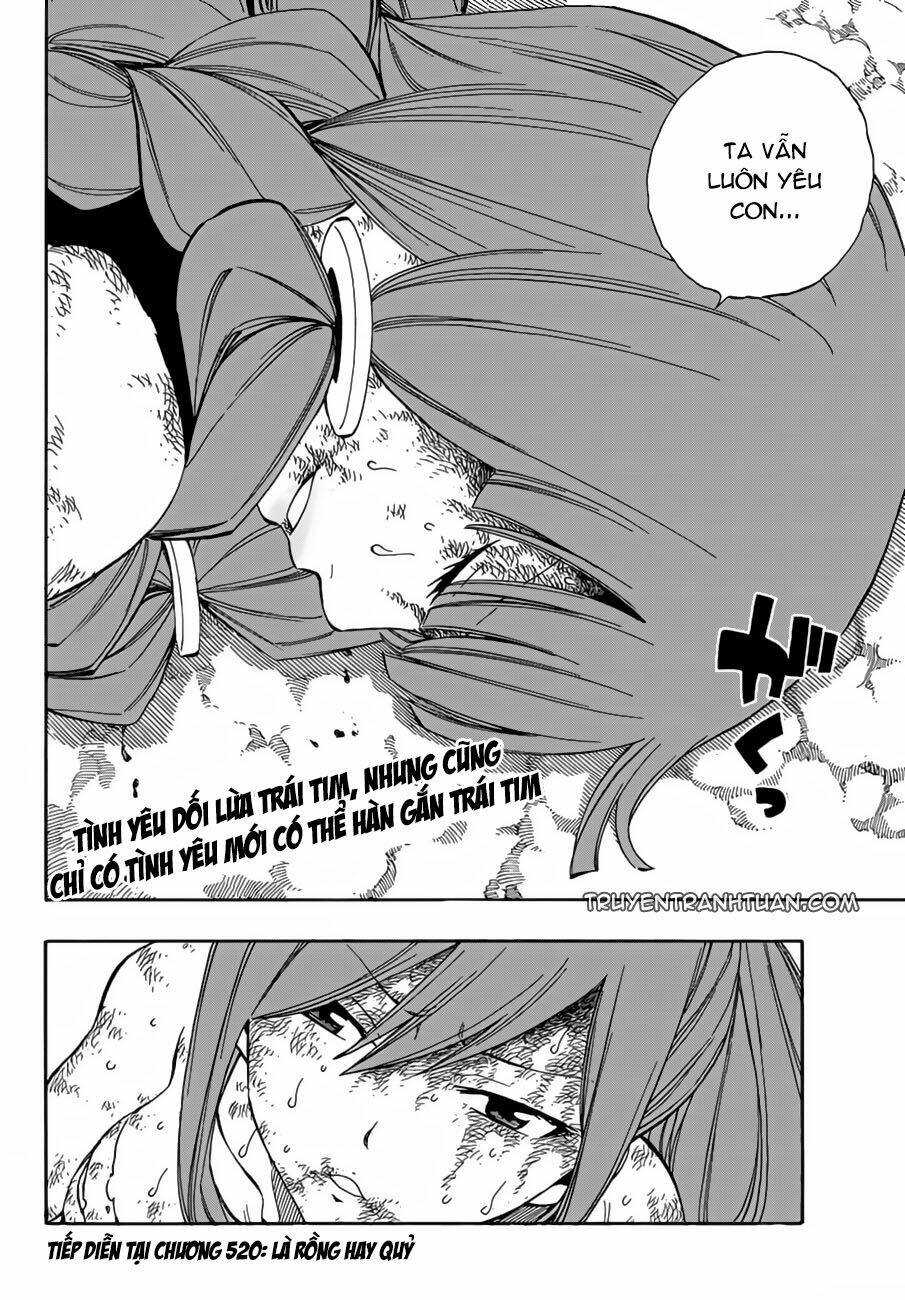 TA VẪN
LUÔN YÊU
CON...
TÌNH YÊU DỐI LỪA TRÁI TIM, NHƯNG CŨNG
CHỈ CÓ TÌNH YÊU MỚI CÓ THỂ HÀN GẮN TRÁI TIM
TRUYENTRANHTUAN.COM
TIẾP DIỄN TẠI CHƯƠNG 520: LÀ RỒNG HAY QUỶ